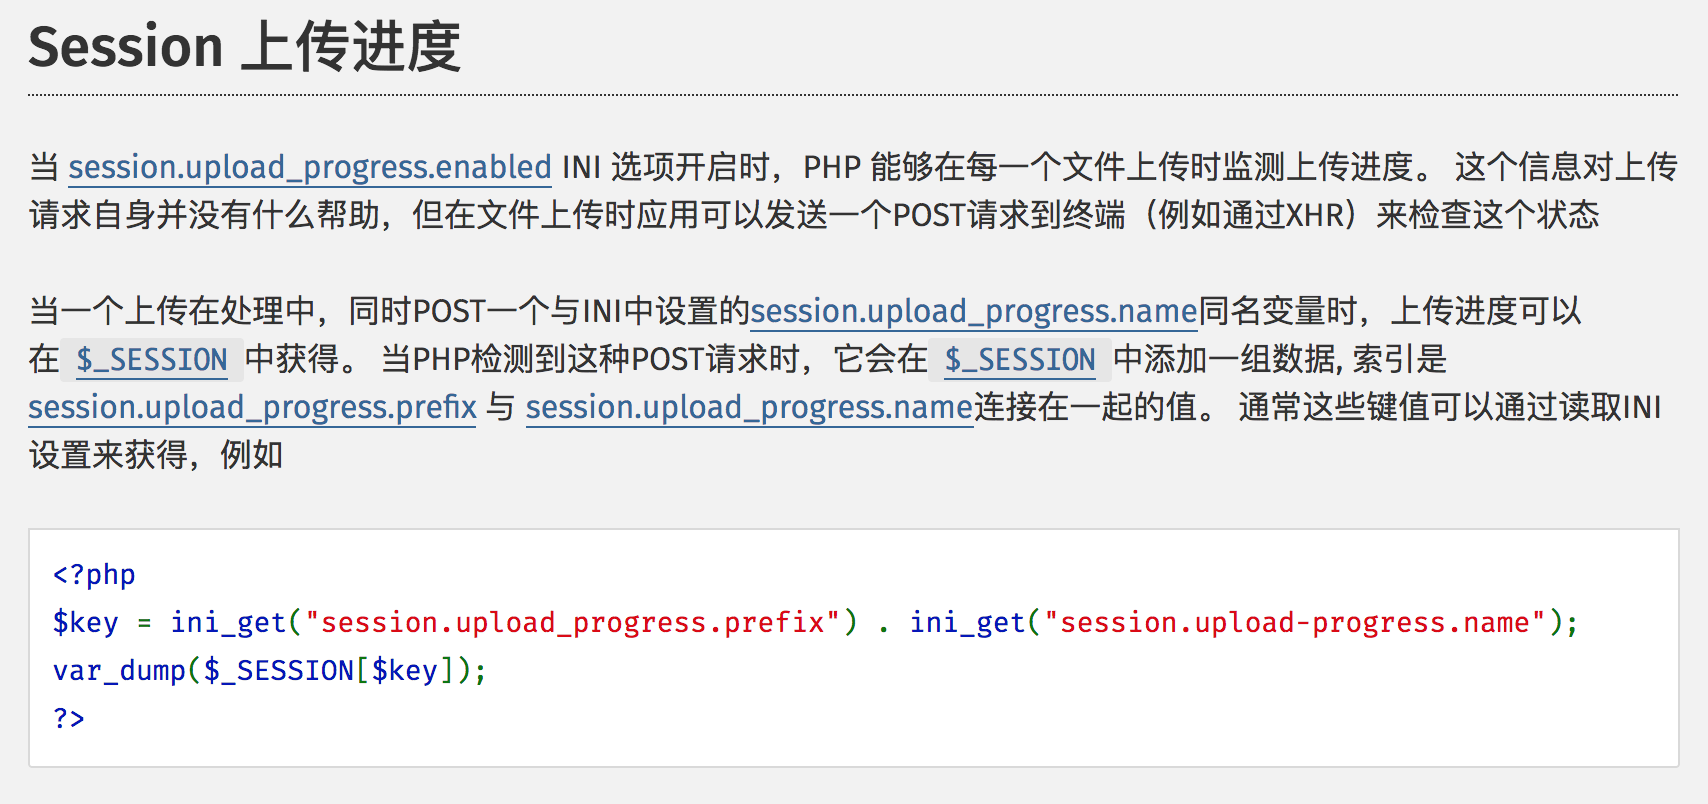 Session 上传进度
当 session.upload_progress.enabled INI 选项开启时，PHP 能够在每一个文件上传时监测上传进度。 这个信息对上传
请求自身并没有什么帮助，但在文件上传时应用可以发送一个POST请求到终端（例如通过XHR）来检查这个状态
当一个上传在处理中，同时POST一个与INI中设置的session.upload_progress.name同名变量时，上传进度可以
在 $_SESSION 中获得。 当PHP检测到这种POST请求时，它会在 $_SESSION 中添加一组数据, 索引是
session.upload_progress.prefix 与 session.upload_progress.name连接在一起的值。 通常这些键值可以通过读取INI
设置来获得，例如
<?php
$key = ini_get("session.upload_progress.prefix") . ini_get("session.upload-progress.name");
var_dump($_SESSION[$key]);
?>